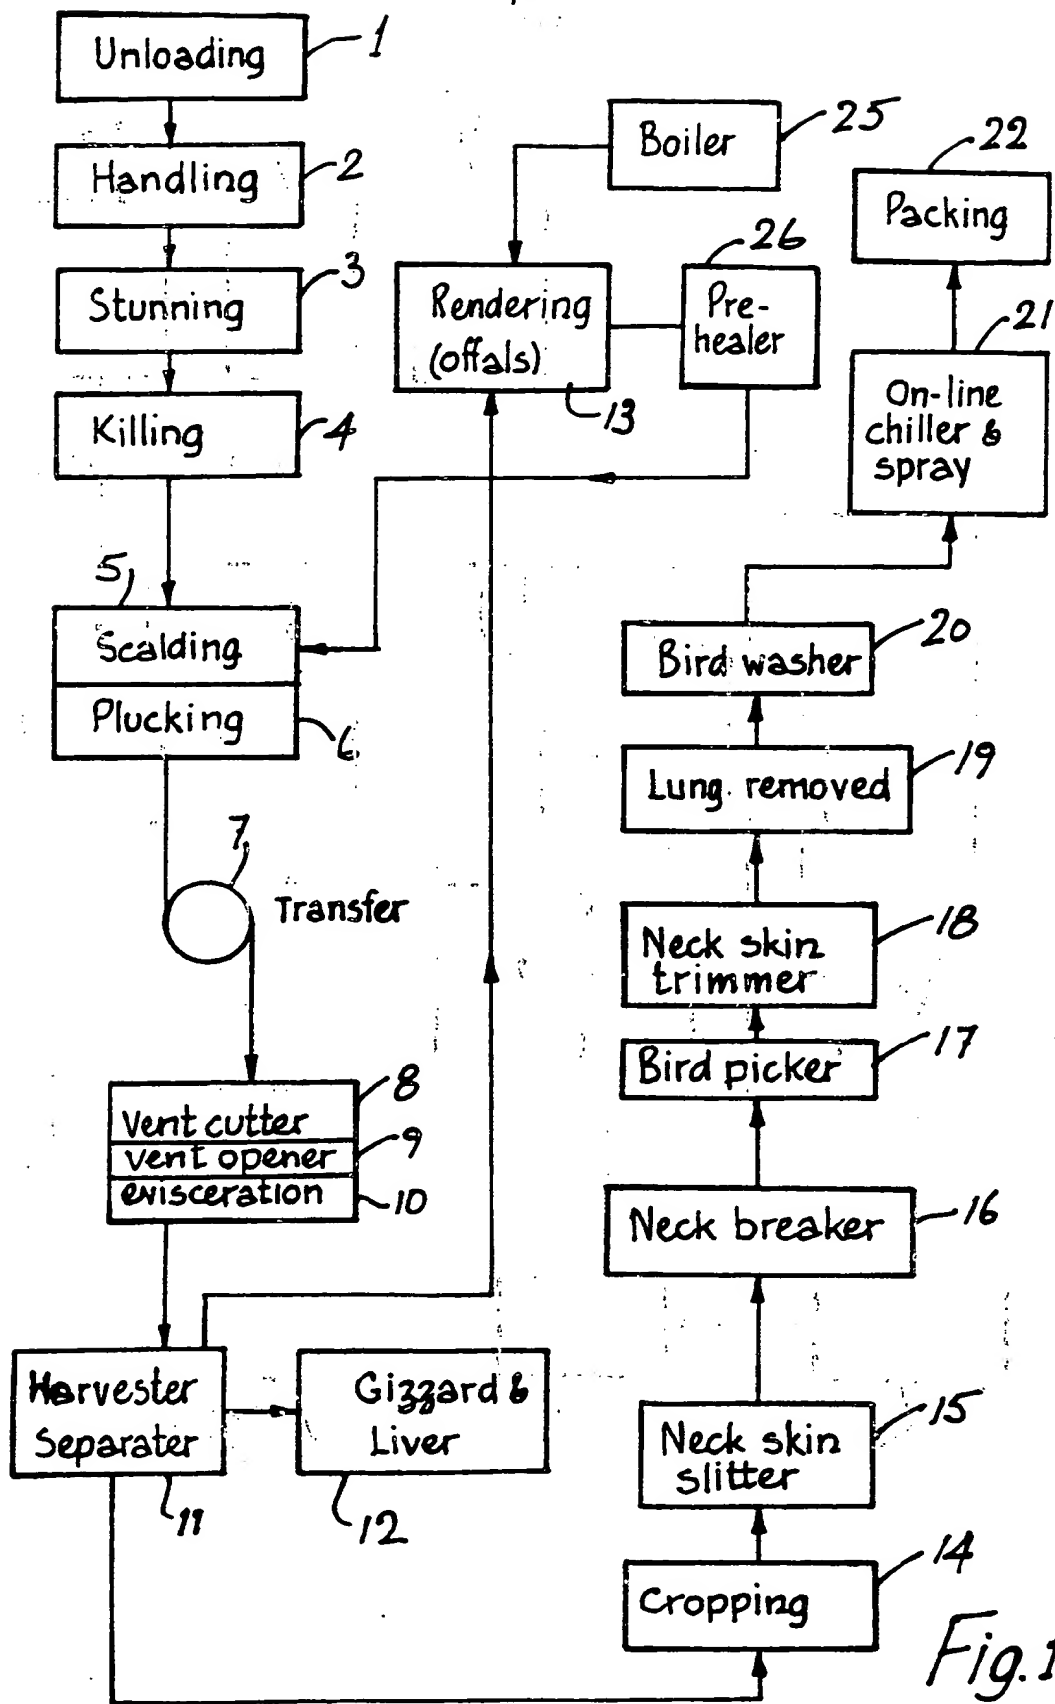 Unloading
1
Handling
2
Stunning
3
Killing
4
5
Scalding
Plucking
6
7
Transfer
8
Vent cutter
vent opener
9
evisceration
10
Harvester
Separater
11
Gizzard &
Liver
12
Boiler
25
Rendering
(offals)
13
26
Pre-
healer
22
Packing
21
On-line
chiller &
spray
20
Bird washer
19
Lung removed
18
Neck skin
trimmer
17
Bird picker
16
Neck breaker
15
Neck skin
slitter
14
Cropping
Fig.1